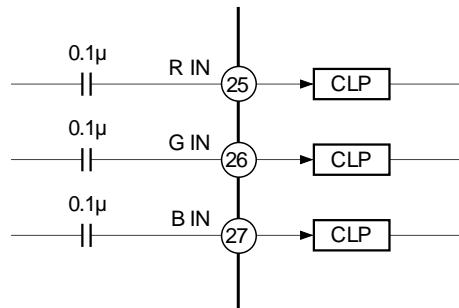 0.1µ
R IN
25
CLP
0.1µ
G IN
26
CLP
0.1µ
B IN
27
CLP